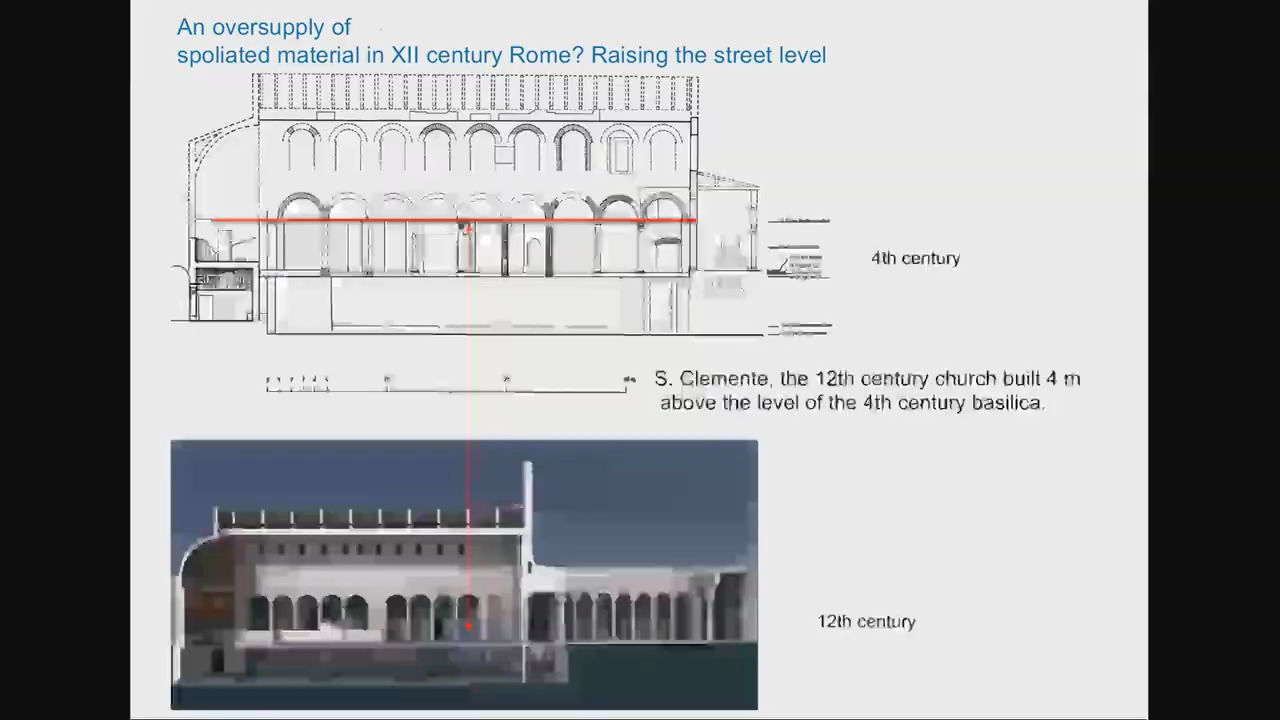 An oversupply of
spoliated material in XII century Rome? Raising the street level
4th century
S. Clemente, the 12th century church built 4 m
above the level of the 4th century basilica.
12th century